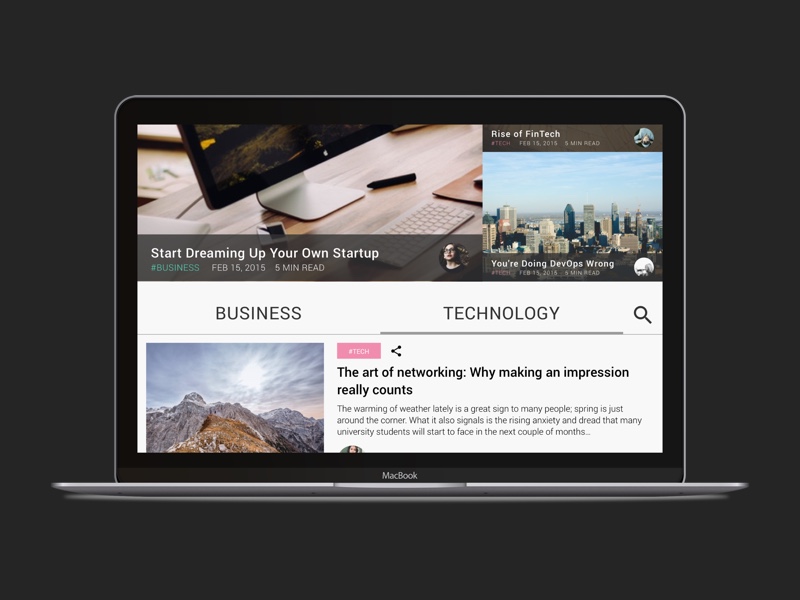 Start Dreaming Up Your Own Startup
#BUSINESS FEB 15, 2015 5 MIN READ
Rise of FinTech
#TECH FEB 15, 2015 5 MIN READ
You're Doing DevOps Wrong
#TECH FEB 15, 2015 5 MIN READ
BUSINESS TECHNOLOGY
#TECH
The art of networking: Why making an impression
really counts
The warming of weather lately is a great sign to many people; spring is just
around the corner. What it also signals is the rising anxiety and dread that many
university students will start to face in the next couple of months...
MacBook